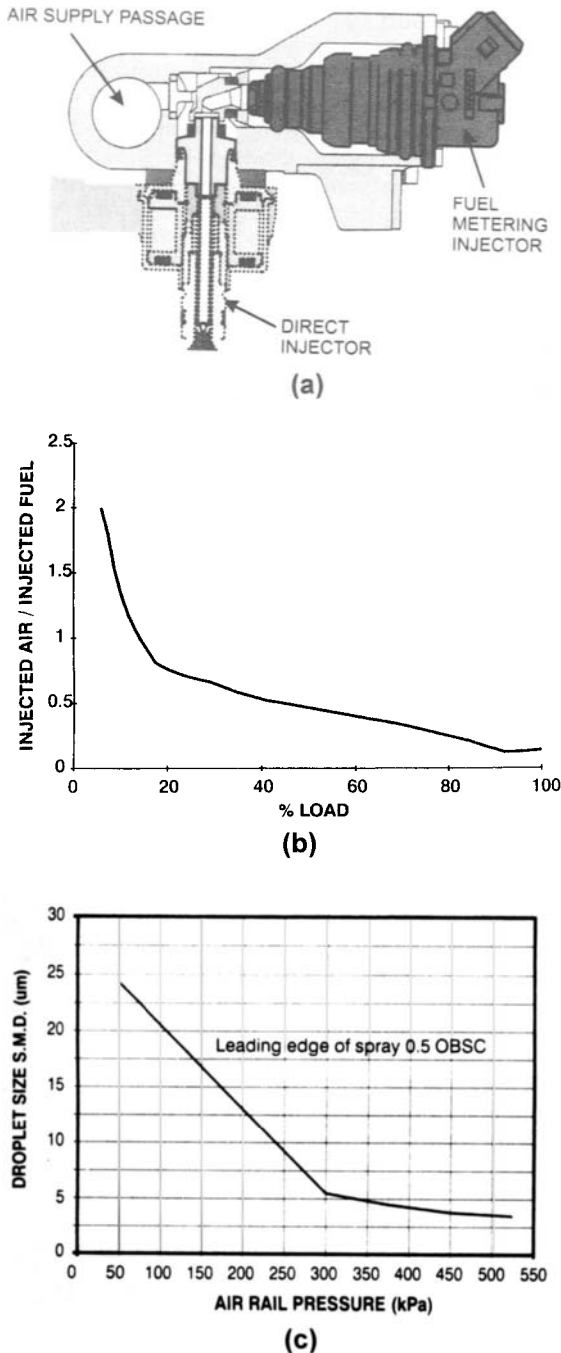 AIR SUPPLY PASSAGE
FUEL
METERING
INJECTOR
DIRECT
INJECTOR
(a)
INJECTED AIR / INJECTED FUEL
2.5
2
1.5
1
0.5
0
0 20 40 60 80 100
% LOAD
(b)
DROPLET SIZE S.M.D. (um)
30
25
20
15
10
5
0
Leading edge of spray 0.5 OBSC
0 50 100 150 200 250 300 350 400 450 500 550
AIR RAIL PRESSURE (kPa)
(c)